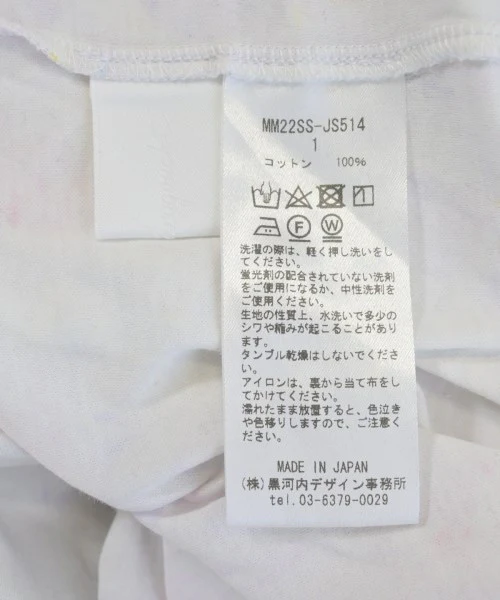 MM22SS-JS514
1
コットン 100%
F W
洗濯の際は、軽く押し洗いをし
てください。
蛍光剤の配合されていない洗剤
をご使用になるか、中性洗剤を
ご使用ください。
生地の性質上、水洗いで多少の
シワや縮みが起こることがあり
ます。
タンブル乾燥はしないでくださ
い。
アイロンは、裏から当て布をし
てかけてください。
濡れたまま放置すると、色泣き
や色移りしますので、ご注意く
ださい。
MADE IN JAPAN
(株)黒河内デザイン事務所
tel.03-6379-0029